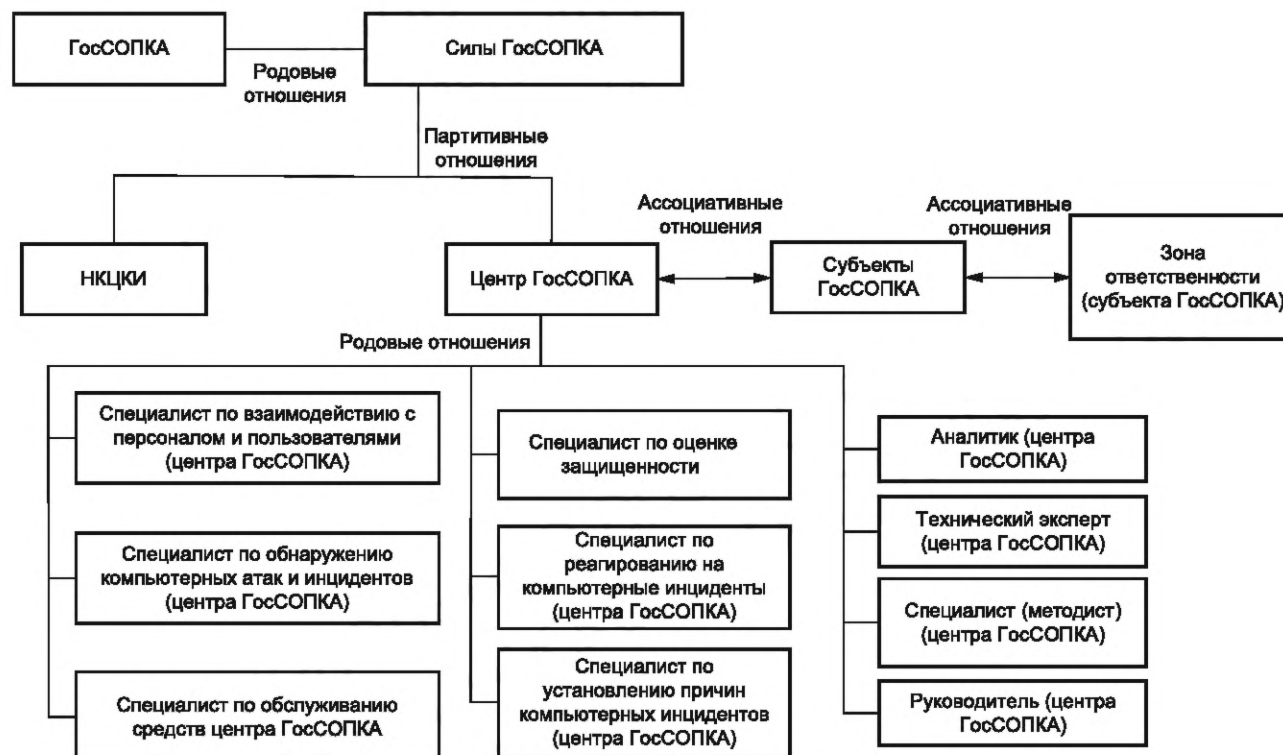 ГосСОПКА
Силы ГосСОПКА
Родовые
отношения
Партитивные
отношения
НКЦКИ
Центр ГосСОПКА
Ассоциативные
отношения
Субъекты
ГосСОПКА
Ассоциативные
отношения
Зона
ответственности
(субъекта ГосСОПКА)
Родовые отношения
Специалист по взаимодействию с
персоналом и пользователями
(центра ГосСОПКА)
Специалист по обнаружению
компьютерных атак и инцидентов
(центра ГосСОПКА)
Специалист по обслуживанию
средств центра ГосСОПКА
Специалист по оценке
защищенности
Специалист по
реагированию на
компьютерные инциденты
(центра ГосСОПКА)
Специалист по
установлению причин
компьютерных инцидентов
(центра ГосСОПКА)
Аналитик (центра
ГосСОПКА)
Технический эксперт
(центра ГосСОПКА)
Специалист (методист)
(центра ГосСОПКА)
Руководитель (центра
ГосСОПКА)